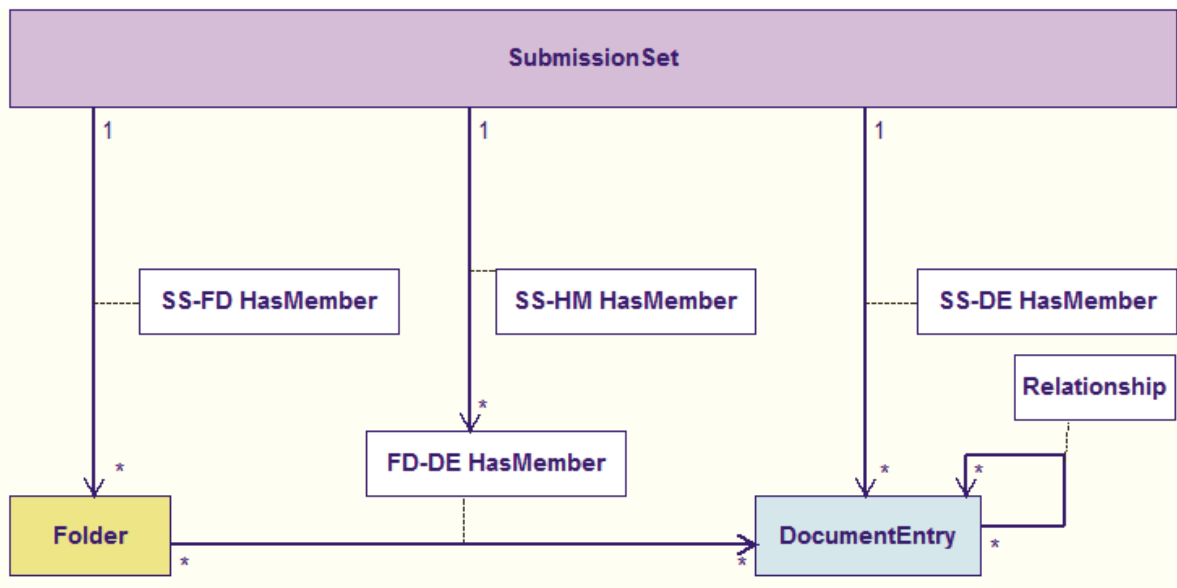 SubmissionSet
1
1
1
SS-FD HasMember
SS-HM HasMember
SS-DE HasMember
Relationship
*
FD-DE HasMember
*
*
*
Folder
DocumentEntry
*
*
*